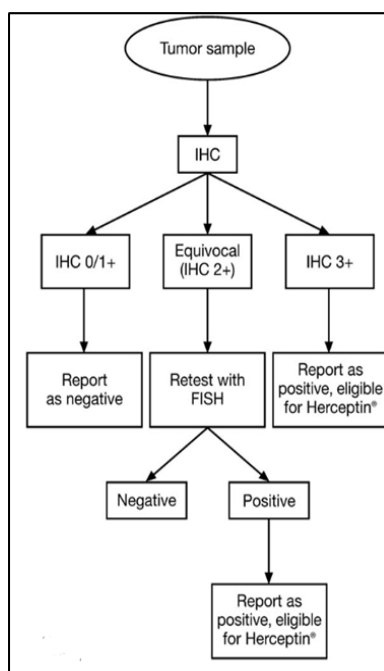 Tumor sample
IHC
IHC 0/1+
Equivocal
(IHC 2+)
IHC 3+
Report
as negative
Retest with
FISH
Report as
positive, eligible
for Herceptin®
Negative
Positive
Report as
positive, eligible
for Herceptin®